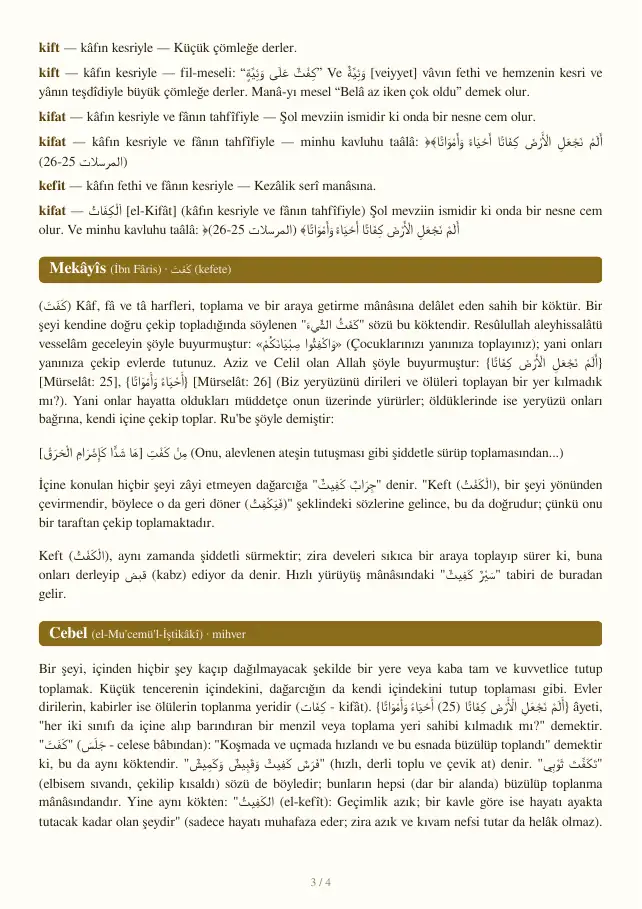 kift — kâfın kesriyle — Küçük çömleğe derler.
kift — kâfın kesriyle — fil-meseli: “كِفْتٌ عَلَى وَئِيَّةٍ” Ve وَئِيَّةٌ [veiyyet] vâvın fethi ve hemzenin kesri ve
yânın teşdîdiyle büyük çömleğe derler. Manâ-yı mesel “Belâ az iken çok oldu” demek olur.
kifat — kâfın kesriyle ve fânın tahfîfiyle — Şol mevziin ismidir ki onda bir nesne cem olur.
kifat — kâfın kesriyle ve fânın tahfîfiyle — minhu kavluhu taâlâ: ﴿أَلَمْ نَجْعَلِ الْأَرْضَ كِفَاتًا أَحْيَاءً وَأَمْوَاتًا﴾
(المرسلات 25-26)
kefit — kâfın fethi ve fânın kesriyle — Kezâlik serî manâsına.
kifat — اَلْكِفَاتُ [el-Kifât] (kâfın kesriyle ve fânın tahfîfiyle) Şol mevziin ismidir ki onda bir nesne cem
olur. Ve minhu kavluhu taâlâ: ﴿أَلَمْ نَجْعَلِ الْأَرْضَ كِفَاتًا أَحْيَاءً وَأَمْوَاتًا﴾ (المرسلات 25-26)
Mekâyîs (İbn Fâris) · كفت (kefete)
(كَفَتَ) Kâf, fâ ve tâ harfleri, toplama ve bir araya getirme mânâsına delâlet eden sahih bir köktür. Bir
şeyi kendine doğru çekip topladığında söylenen "كَفَتُّ الشَّيْءَ" sözü bu köktendir. Resûlullah aleyhissalâtü
vesselâm geceleyin şöyle buyurmuştur: «وَاكْفِتُوا صِبْيَانَكُمْ» (Çocuklarınızı yanınıza toplayınız); yani onları
yanınıza çekip evlerde tutunuz. Aziz ve Celil olan Allah şöyle buyurmuştur: {أَلَمْ نَجْعَلِ الْأَرْضَ كِفَاتًا}
[Mürselât: 25], {أَحْيَاءً وَأَمْوَاتًا} [Mürselât: 26] (Biz yeryüzünü dirileri ve ölüleri toplayan bir yer kılmadık
mı?). Yani onlar hayatta oldukları müddetçe onun üzerinde yürürler; öldüklerinde ise yeryüzü onları
bağrına, kendi içine çekip toplar. Ru'be şöyle demiştir:
مِنْ كَفْتِ [هَا شَدًّا كَإِضْرَامِ الْحَرَقْ] (Onu, alevlenen ateşin tutuşması gibi şiddetle sürüp toplamasından...)
İçine konulan hiçbir şeyi zâyi etmeyen dağarcığa "جِرَابٌ كَفِيتٌ" denir. "Keft (الْكَفْتُ), bir şeyi yönünden
çevirmendir, böylece o da geri döner (فَيَكْفِتُ)" şeklindeki sözlerine gelince, bu da doğrudur; çünkü onu
bir taraftan çekip toplamaktadır.
Keft (الْكَفْتُ), aynı zamanda şiddetli sürmektir; zira develeri sıkıca bir araya toplayıp sürer ki, buna
onları derleyip قبض (kabz) ediyor da denir. Hızlı yürüyüş mânâsındaki "سَيْرٌ كَفِيتٌ" tabiri de buradan
gelir.
Cebel (el-Mu'cemü'l-İştikâkî) · mihver
Bir şeyi, içinden hiçbir şey kaçıp dağılmayacak şekilde bir yere veya kaba tam ve kuvvetlice tutup
toplamak. Küçük tencerenin içindekini, dağarcığın da kendi içindekini tutup toplaması gibi. Evler
dirilerin, kabirler ise ölülerin toplanma yeridir (كِفَات - kifât). {أَلَمْ نَجْعَلِ الْأَرْضَ كِفَاتًا (25) أَحْيَاءً وَأَمْوَاتًا} âyeti,
"her iki sınıfı da içine alıp barındıran bir menzil veya toplama yeri sahibi kılmadık mı?" demektir.
"كَفَتَ" (جَلَسَ - celese bâbından): "Koşmada ve uçmada hızlandı ve bu esnada büzülüp toplandı" demektir
ki, bu da aynı köktendir. "فَرَسٌ كَفِيتٌ وَقَبِيضٌ وَكَمِيشٌ" (hızlı, derli toplu ve çevik at) denir. "تَكَفَّتَ ثَوْبِي"
(elbisem sıvandı, çekilip kısaldı) sözü de böyledir; bunların hepsi (dar bir alanda) büzülüp toplanma
mânâsındandır. Yine aynı kökten: "الكَفِيتُ (el-kefît): Geçimlik azık; bir kavle göre ise hayatı ayakta
tutacak kadar olan şeydir" (sadece hayatı muhafaza eder; zira azık ve kıvam nefsi tutar da helâk olmaz).
3 / 4